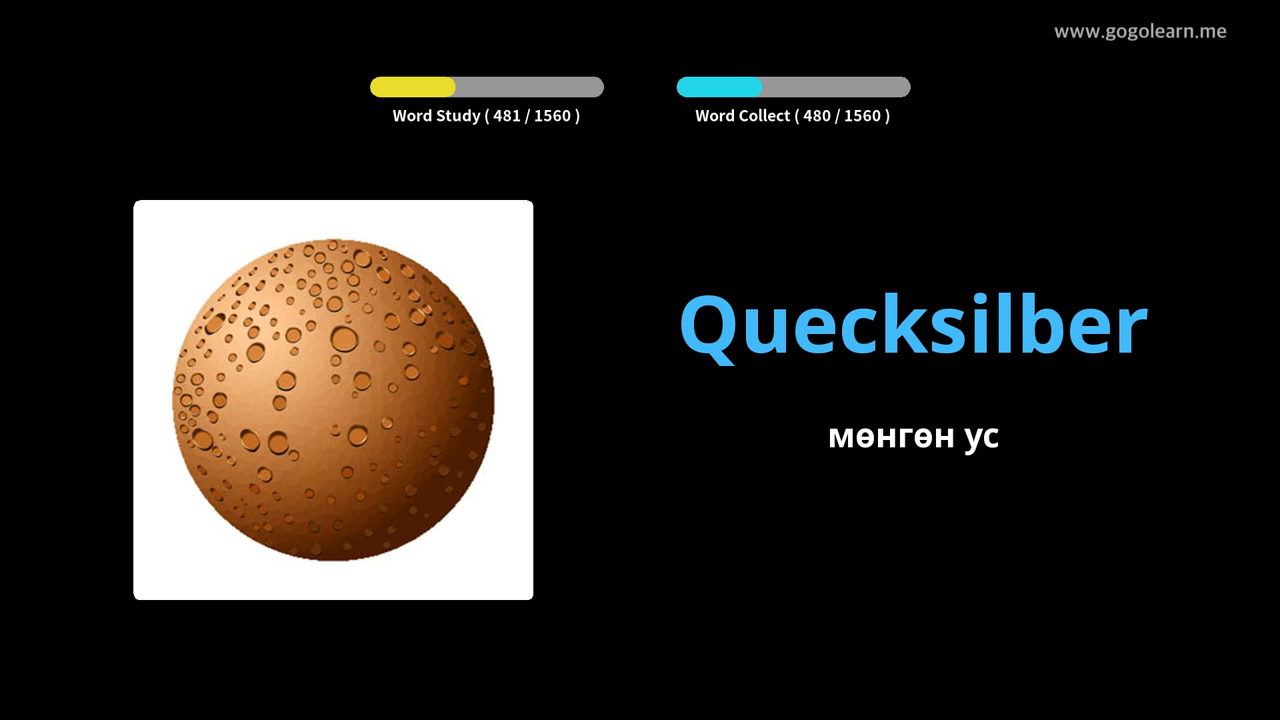 www.gogolearn.me
Word Study ( 481 / 1560 )
Word Collect ( 480 / 1560 )
Quecksilber
мөнгөн ус